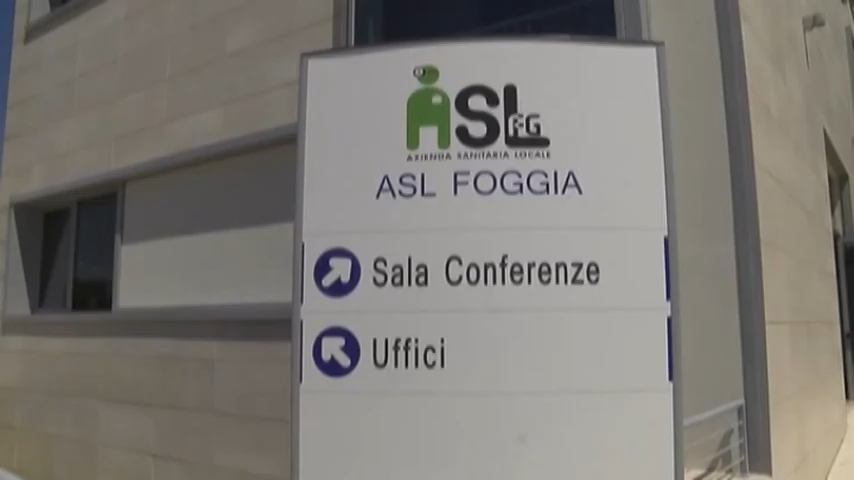 ASL FG
AZIENDA SANITARIA LOCALE
ASL FOGGIA
Sala Conferenze
Uffici